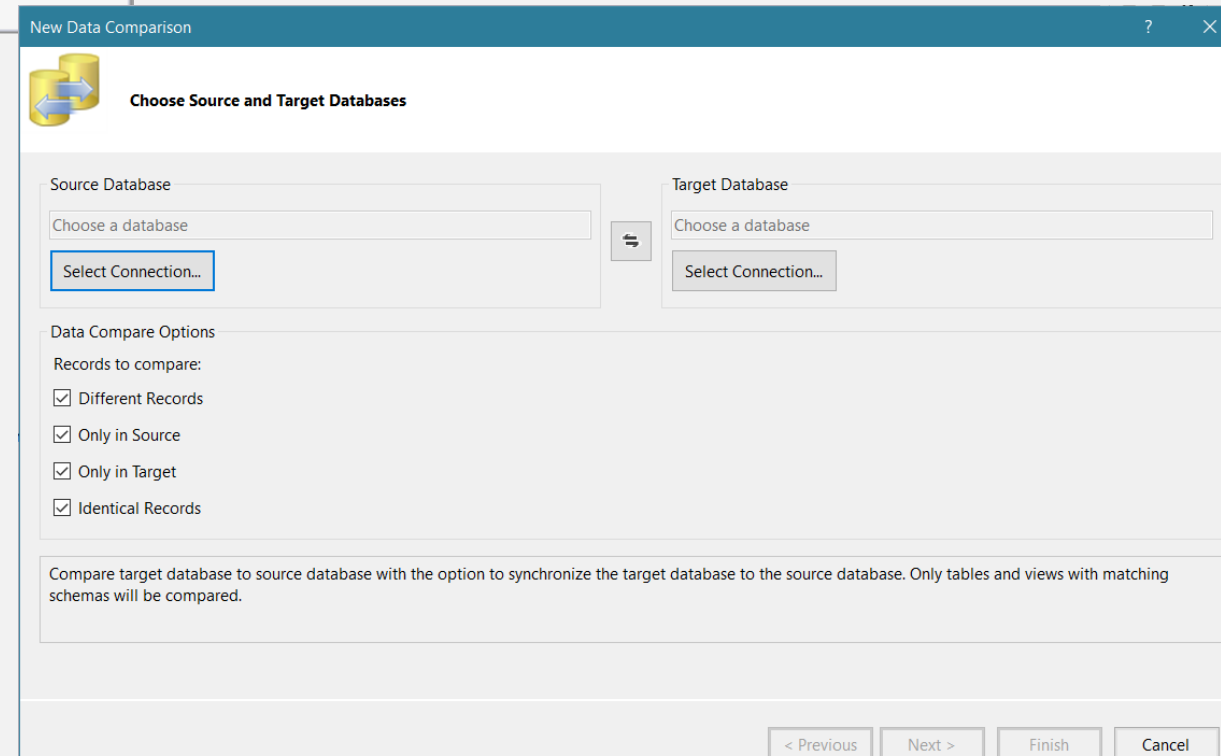 New Data Comparison
?
Choose Source and Target Databases
Source Database
Target Database
Choose a database
Choose a database
Select Connection...
Select Connection...
Data Compare Options
Records to compare:
Different Records
Only in Source
Only in Target
Identical Records
Compare target database to source database with the option to synchronize the target database to the source database. Only tables and views with matching
schemas will be compared.
< Previous
Next >
Finish
Cancel